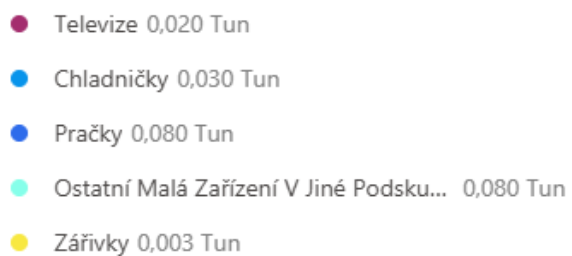 Televize 0,020 Tun
Chladničky 0,030 Tun
Pračky 0,080 Tun
Ostatní Malá Zařízení V Jiné Podsku... 0,080 Tun
Zářivky 0,003 Tun